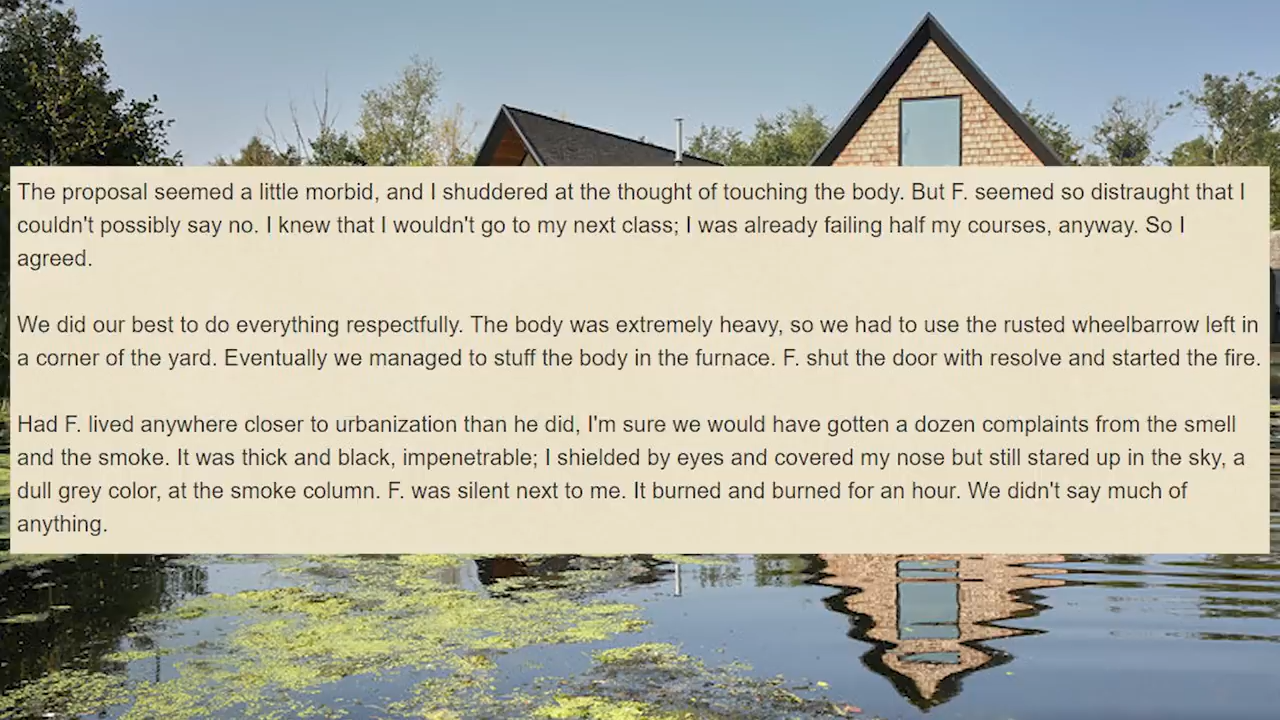 The proposal seemed a little morbid, and I shuddered at the thought of touching the body. But F. seemed so distraught that I
couldn't possibly say no. I knew that I wouldn't go to my next class; I was already failing half my courses, anyway. So I
agreed.
We did our best to do everything respectfully. The body was extremely heavy, so we had to use the rusted wheelbarrow left in
a corner of the yard. Eventually we managed to stuff the body in the furnace. F. shut the door with resolve and started the fire.
Had F. lived anywhere closer to urbanization than he did, I'm sure we would have gotten a dozen complaints from the smell
and the smoke. It was thick and black, impenetrable; I shielded by eyes and covered my nose but still stared up in the sky, a
dull grey color, at the smoke column. F. was silent next to me. It burned and burned for an hour. We didn't say much of
anything.